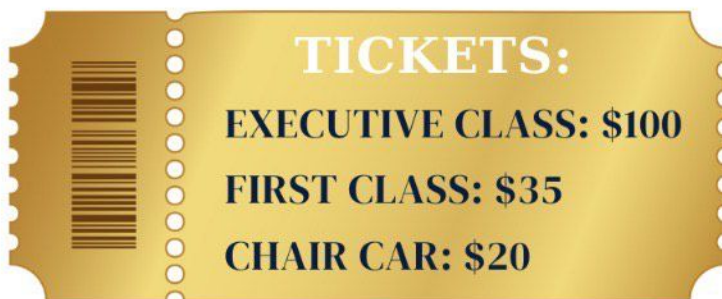 TICKETS:
EXECUTIVE CLASS: $100
FIRST CLASS: $35
CHAIR CAR: $20